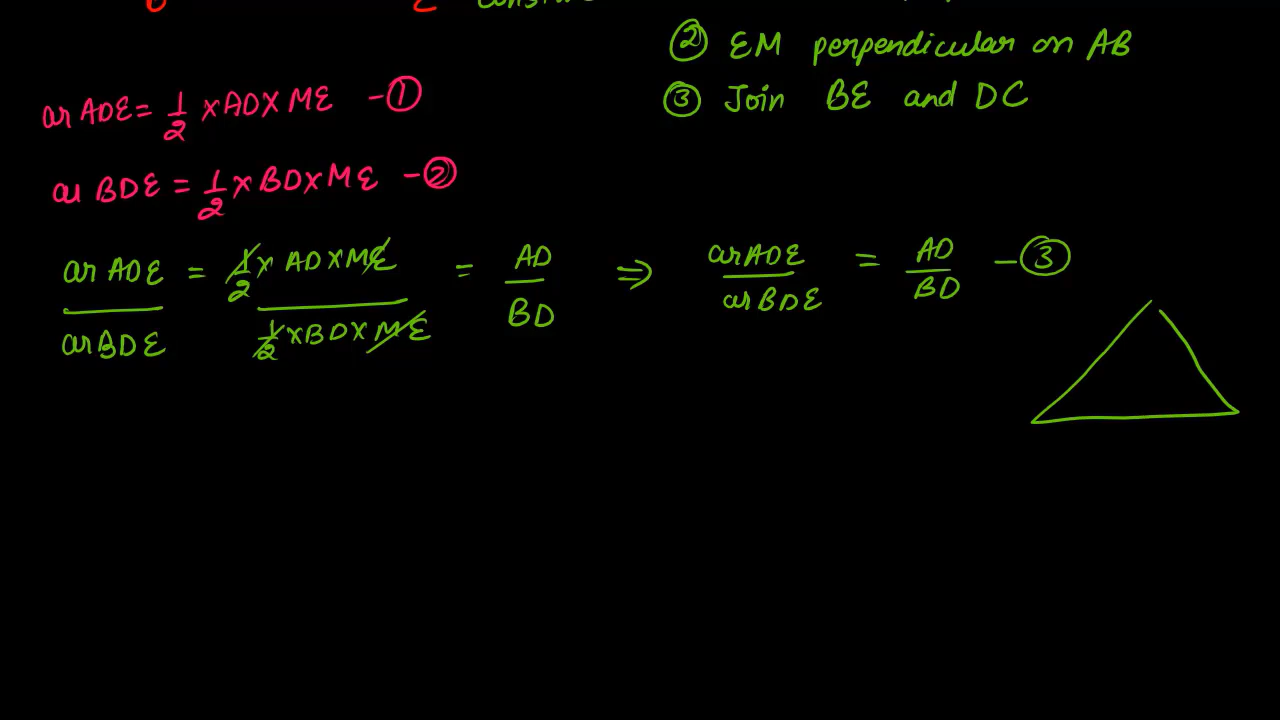 ② EM perpendicular on AB
③ Join BE and DC
ar ADE = 1/2 × AD × ME - ①
ar BDE = 1/2 × BD × ME - ②
ar ADE / ar BDE = 1/2 × AD × ME / 1/2 × BD × ME = AD / BD ⇒ ar ADE / ar BDE = AD / BD - ③